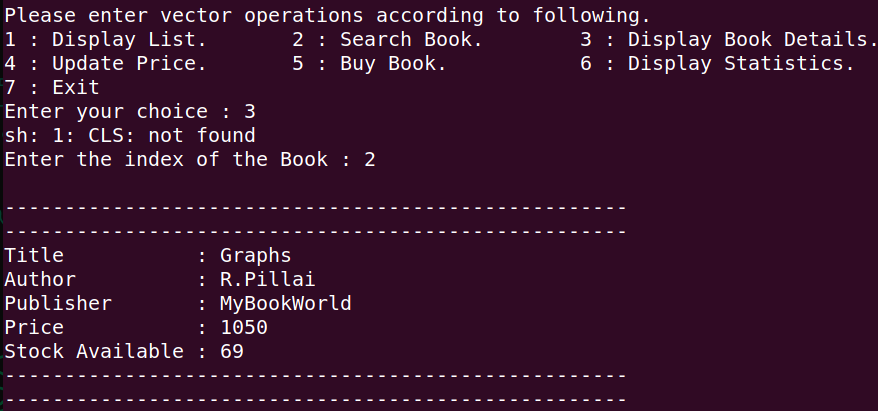 Please enter vector operations according to following.
1 : Display List.       2 : Search Book.        3 : Display Book Details.
4 : Update Price.       5 : Buy Book.           6 : Display Statistics.
7 : Exit
Enter your choice : 3
sh: 1: CLS: not found
Enter the index of the Book : 2

----------------------------------------------------
----------------------------------------------------
Title           : Graphs
Author          : R.Pillai
Publisher       : MyBookWorld
Price           : 1050
Stock Available : 69
----------------------------------------------------
----------------------------------------------------